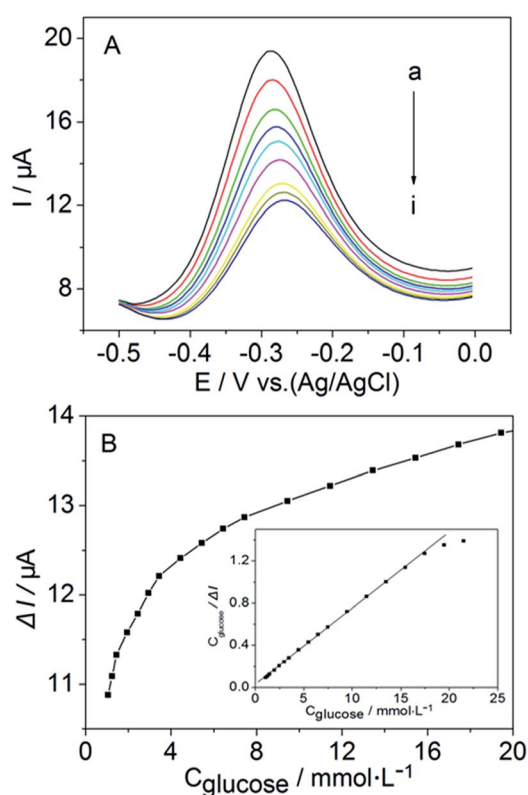 A
a
i
20
16
12
8
I / μA
-0.5 -0.4 -0.3 -0.2 -0.1 0.0
E / V vs.(Ag/AgCl)
B
14
13
12
11
ΔI / μA
0 4 8 12 16 20
Cglucose / mmol·L⁻¹
1.2
0.8
0.4
0.0
Cglucose / ΔI
0 5 10 15 20 25
Cglucose / mmol·L⁻¹